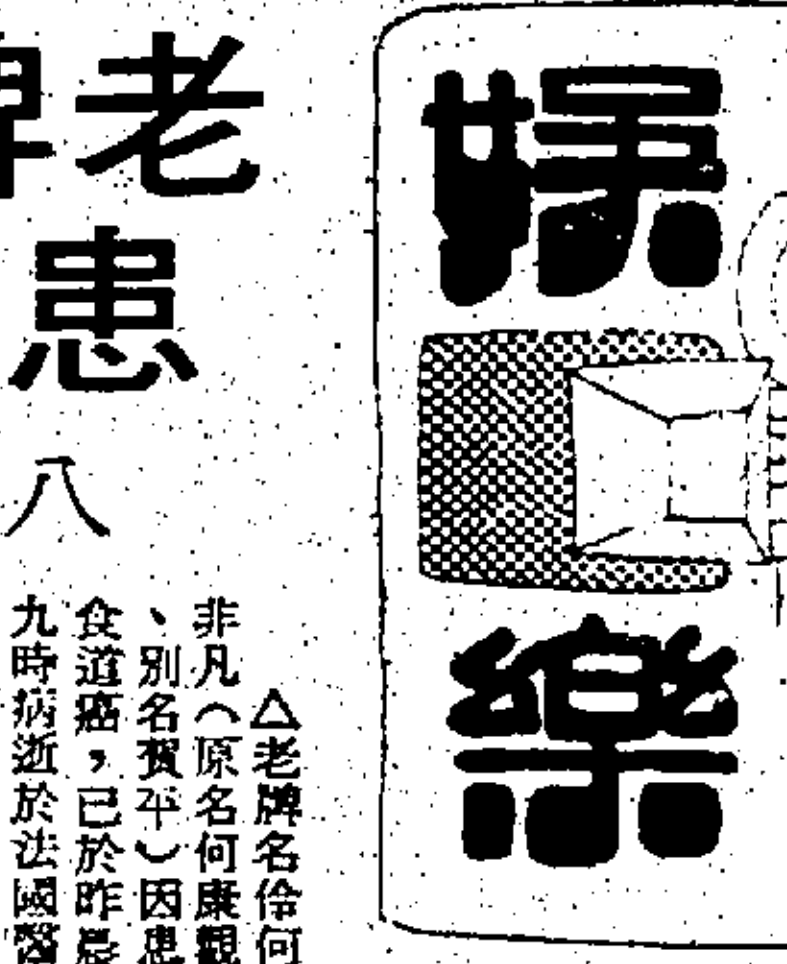 娛樂
老
患
八
△老牌名伶何
非凡（原名何康觀
、別名賀平）因患
食道癌，已於昨晨
九時病逝於法國醫